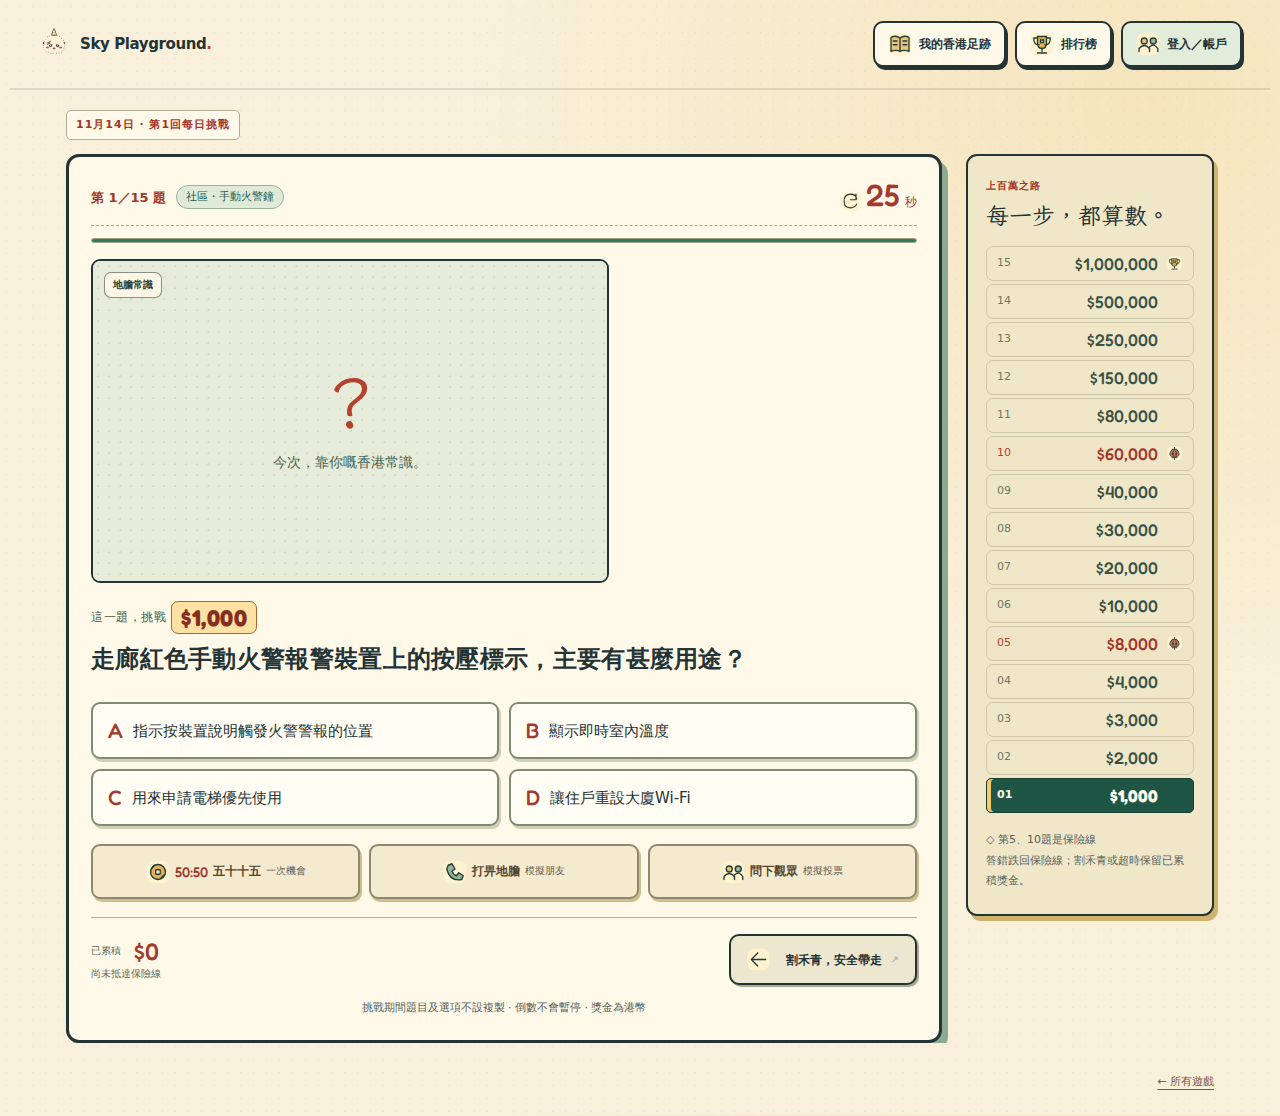 Sky Playground.
我的香港足跡
排行榜
登入／帳戶
11月14日 · 第1回每日挑戰
第 1／15 題
社區・手動火警鐘
25 秒
地膽常識
?
今次，靠你嘅香港常識。
這一題，挑戰 $1,000
走廊紅色手動火警報警裝置上的按壓標示，主要有甚麼用途？
A 指示按裝置說明觸發火警警報的位置
B 顯示即時室內溫度
C 用來申請電梯優先使用
D 讓住戶重設大廈Wi-Fi
50:50 五十十五 一次機會
打畀地膽 模擬朋友
問下觀眾 模擬投票
已累積 $0
尚未抵達保險線
割禾青，安全帶走 ↗
挑戰期間題目及選項不設複製 · 倒數不會暫停 · 獎金為港幣
上百萬之路
每一步，都算數。
15 $1,000,000
14 $500,000
13 $250,000
12 $150,000
11 $80,000
10 $60,000
09 $40,000
08 $30,000
07 $20,000
06 $10,000
05 $8,000
04 $4,000
03 $3,000
02 $2,000
01 $1,000
◇ 第5、10題是保險線
答錯跌回保險線；割禾青或超時保留已累
積獎金。
← 所有遊戲